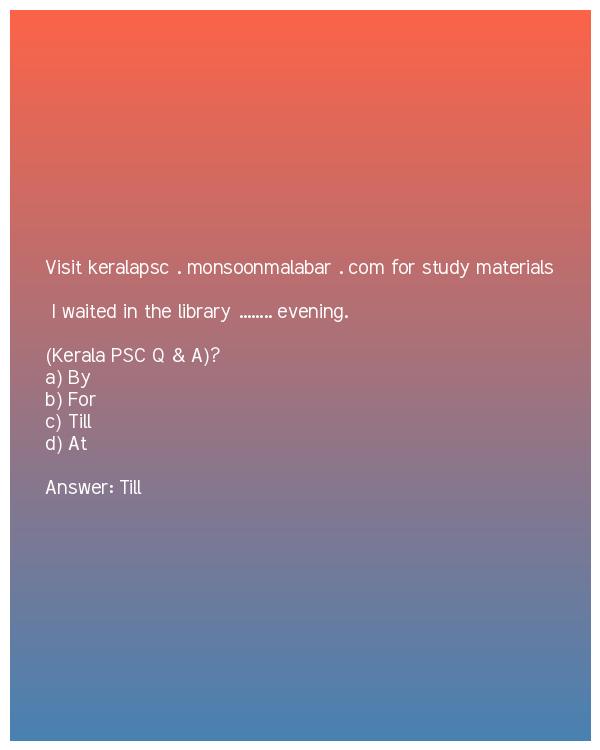 Visit keralapsc . monsoonmalabar . com for study materials
I waited in the library ........ evening.
(Kerala PSC Q & A)?
a) By
b) For
c) Till
d) At
Answer: Till